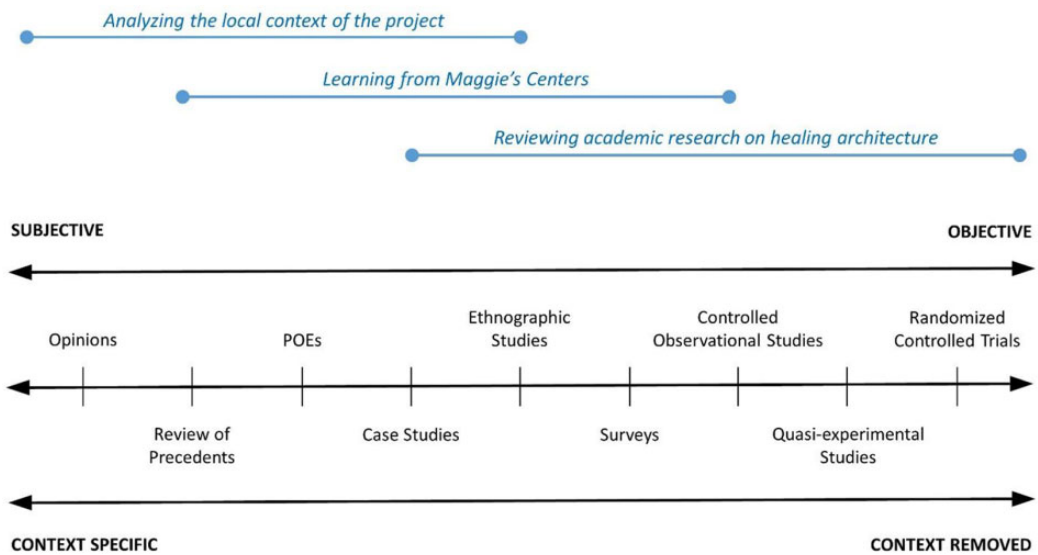 Analyzing the local context of the project
Learning from Maggie's Centers
Reviewing academic research on healing architecture
SUBJECTIVE
OBJECTIVE
Opinions
POEs
Ethnographic
Studies
Controlled
Observational Studies
Randomized
Controlled Trials
Review of
Precedents
Case Studies
Surveys
Quasi-experimental
Studies
CONTEXT SPECIFIC
CONTEXT REMOVED